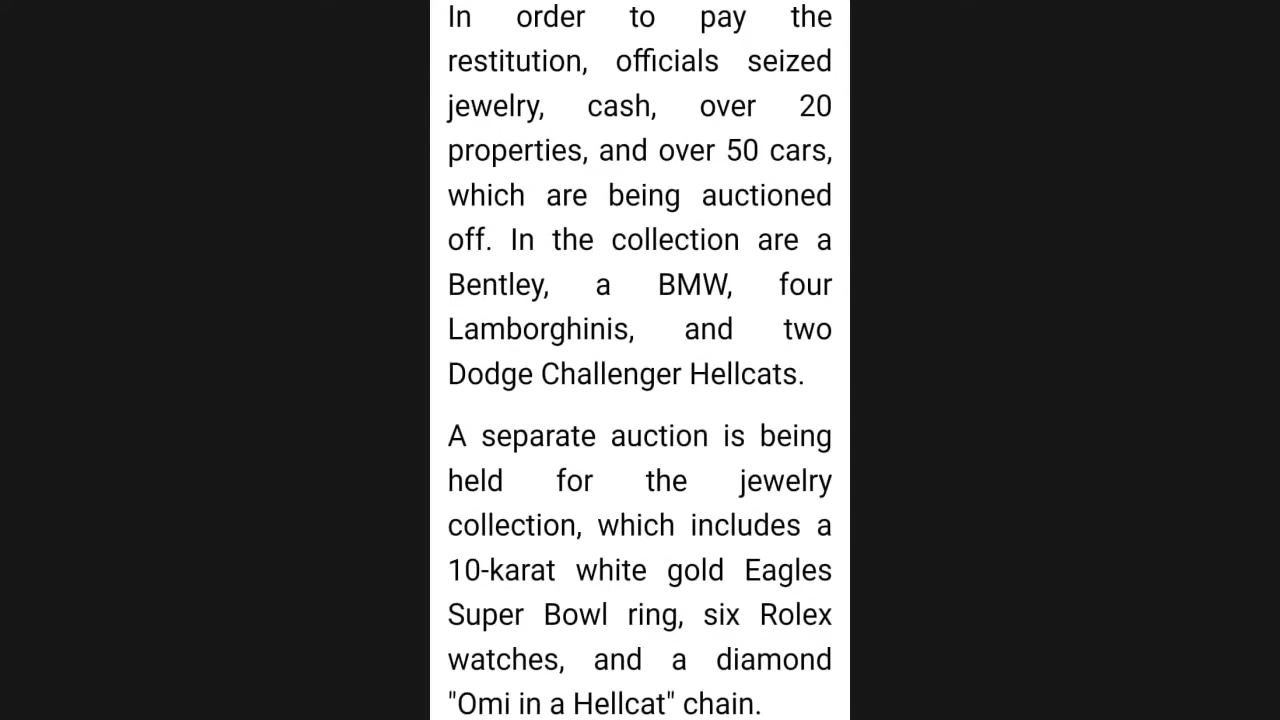 In order to pay the
restitution, officials seized
jewelry, cash, over 20
properties, and over 50 cars,
which are being auctioned
off. In the collection are a
Bentley, a BMW, four
Lamborghinis, and two
Dodge Challenger Hellcats.
A separate auction is being
held for the jewelry
collection, which includes a
10-karat white gold Eagles
Super Bowl ring, six Rolex
watches, and a diamond
"Omi in a Hellcat" chain.